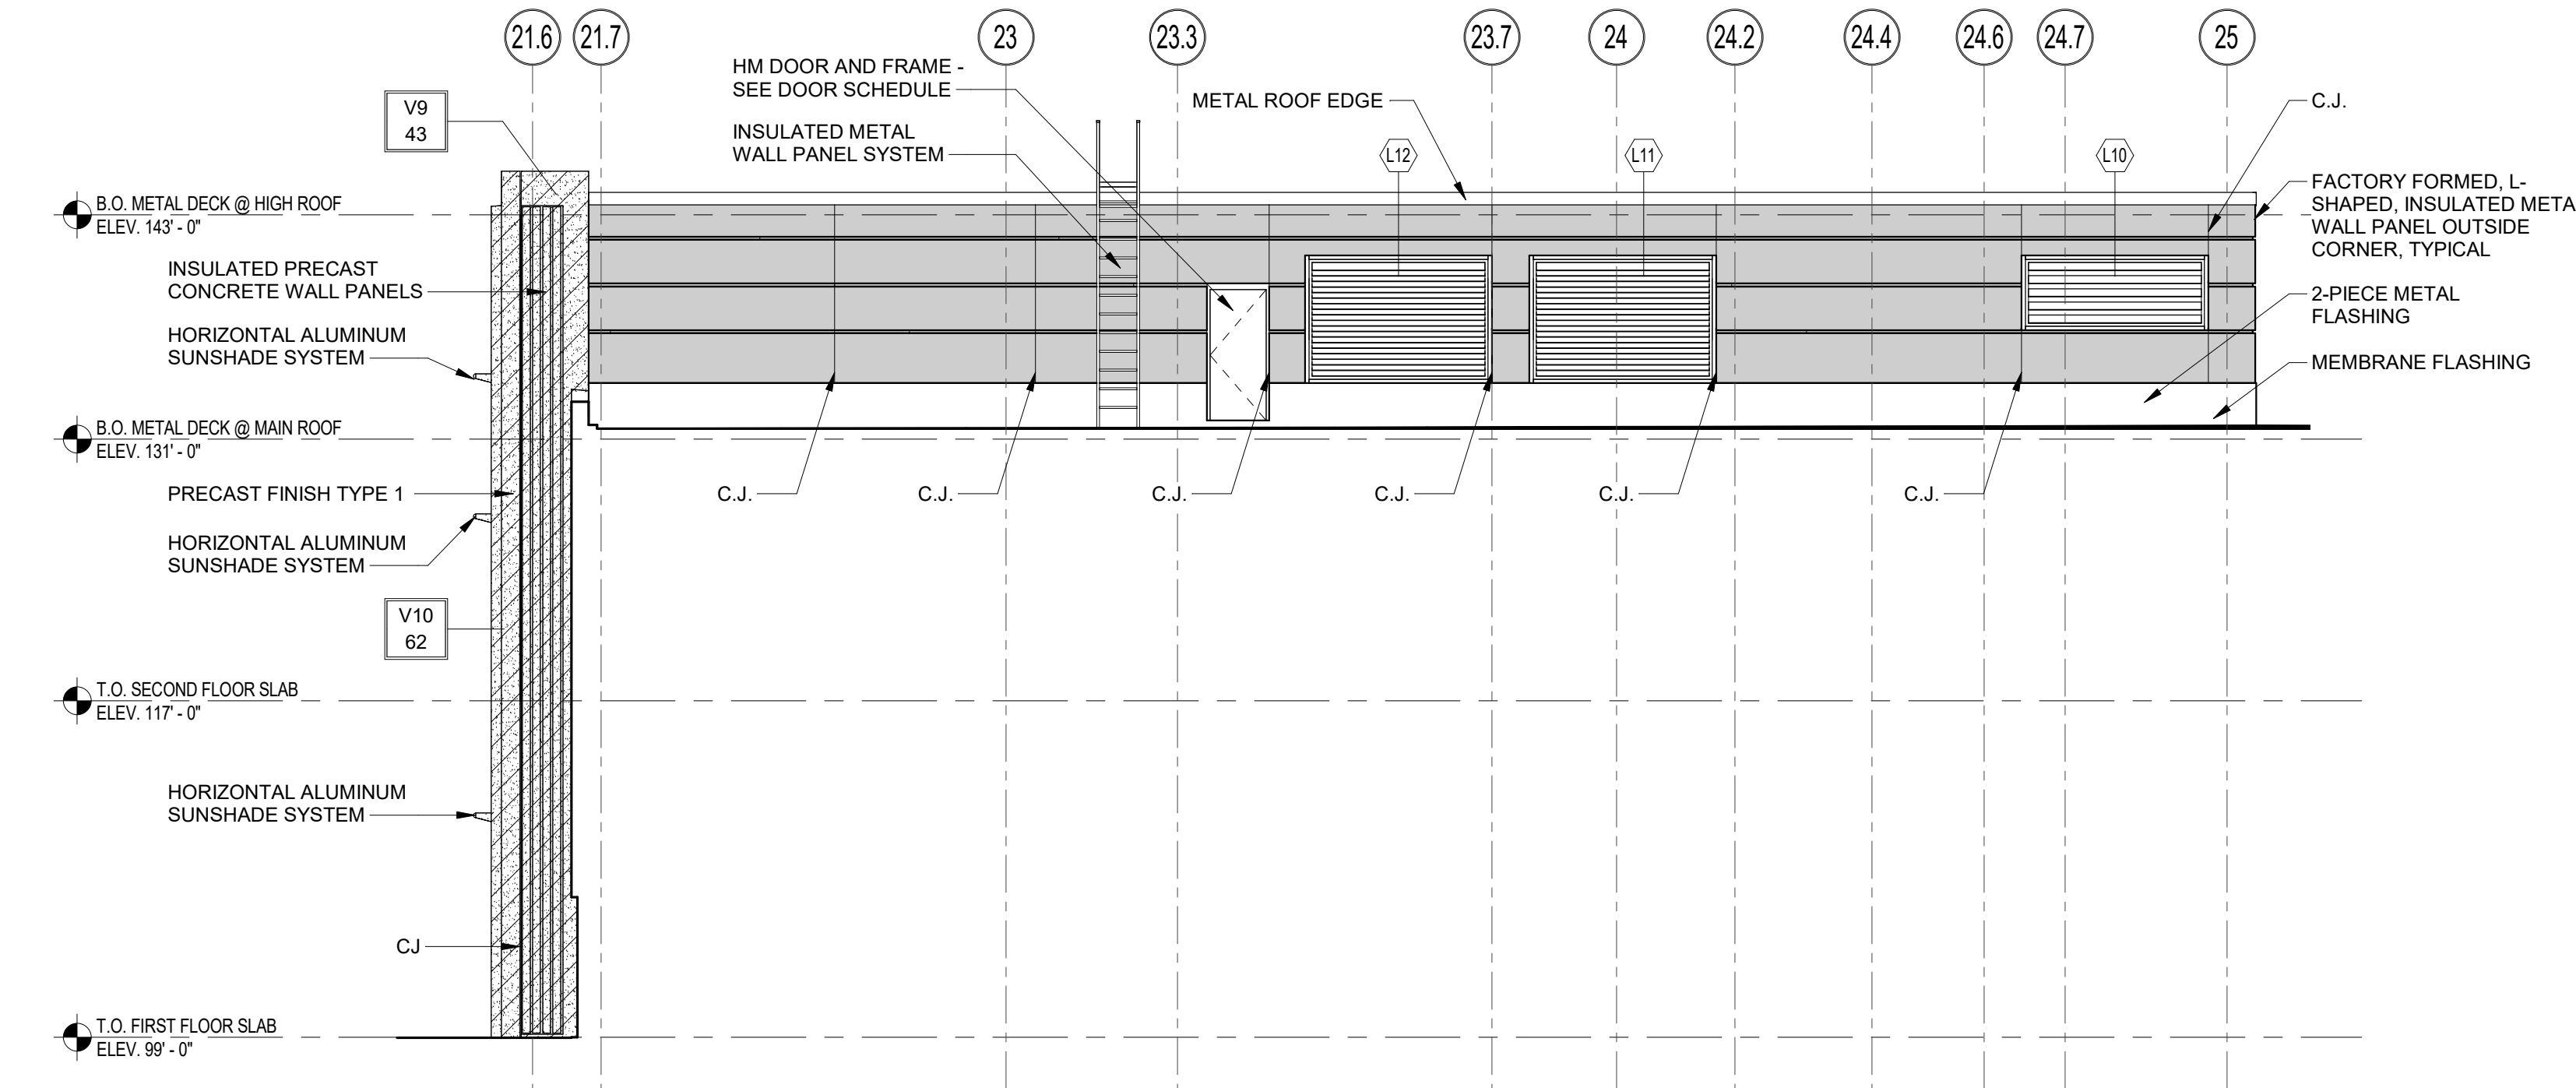 21.6
21.7
23
23.3
23.7
24
24.2
24.4
24.6
24.7
25
HM DOOR AND FRAME -
SEE DOOR SCHEDULE
METAL ROOF EDGE
C.J.
V9
43
INSULATED METAL
WALL PANEL SYSTEM
L12
L11
L10
FACTORY FORMED, L-
SHAPED, INSULATED META
WALL PANEL OUTSIDE
CORNER, TYPICAL
B.O. METAL DECK @ HIGH ROOF
ELEV. 143' - 0"
INSULATED PRECAST
CONCRETE WALL PANELS
2-PIECE METAL
FLASHING
HORIZONTAL ALUMINUM
SUNSHADE SYSTEM
MEMBRANE FLASHING
B.O. METAL DECK @ MAIN ROOF
ELEV. 131' - 0"
PRECAST FINISH TYPE 1
C.J.
C.J.
C.J.
C.J.
C.J.
C.J.
HORIZONTAL ALUMINUM
SUNSHADE SYSTEM
V10
62
T.O. SECOND FLOOR SLAB
ELEV. 117' - 0"
HORIZONTAL ALUMINUM
SUNSHADE SYSTEM
CJ
T.O. FIRST FLOOR SLAB
ELEV. 99' - 0"